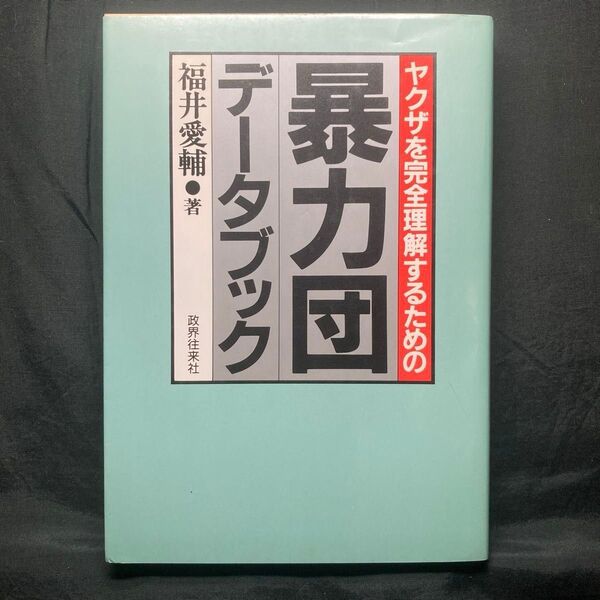 ヤクザを完全理解するための
暴力団
データブック
福井愛輔●著
政界往来社